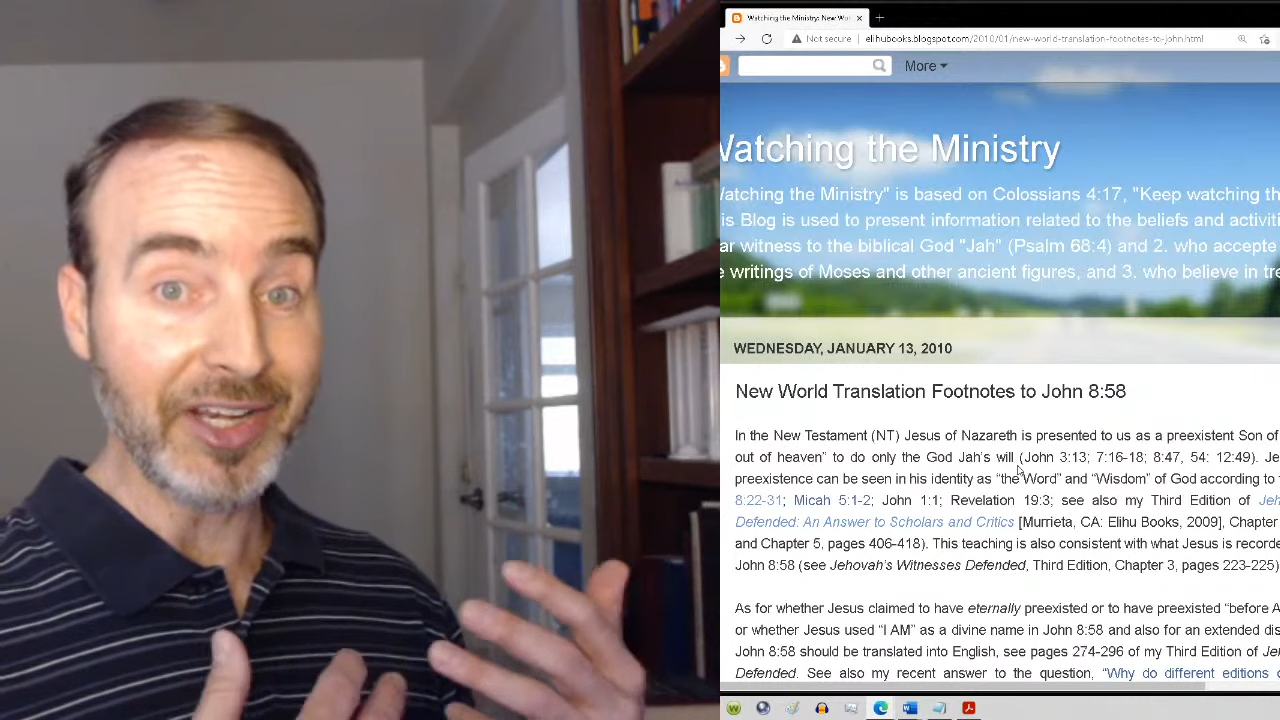 Watching the Ministry: New Wo
Not secure | elihubooks.blogspot.com/2010/01/new-world-translation-footnotes-to-john.html
More
Watching the Ministry
Watching the Ministry" is based on Colossians 4:17, "Keep watching th
is Blog is used to present information related to the beliefs and activiti
ar witness to the biblical God "Jah" (Psalm 68:4) and 2. who accepte
e writings of Moses and other ancient figures, and 3. who believe in tre
WEDNESDAY, JANUARY 13, 2010
New World Translation Footnotes to John 8:58
In the New Testament (NT) Jesus of Nazareth is presented to us as a preexistent Son of
out of heaven” to do only the God Jah’s will (John 3:13; 7:16-18; 8:47, 54: 12:49). Je
preexistence can be seen in his identity as “the Word” and “Wisdom” of God according to
8:22-31; Micah 5:1-2; John 1:1; Revelation 19:3; see also my Third Edition of Jeh
Defended: An Answer to Scholars and Critics [Murrieta, CA: Elihu Books, 2009], Chapter
and Chapter 5, pages 406-418). This teaching is also consistent with what Jesus is recorde
John 8:58 (see Jehovah’s Witnesses Defended, Third Edition, Chapter 3, pages 223-225)
As for whether Jesus claimed to have eternally preexisted or to have preexisted “before A
or whether Jesus used “I AM” as a divine name in John 8:58 and also for an extended dis
John 8:58 should be translated into English, see pages 274-296 of my Third Edition of Jeh
Defended. See also my recent answer to the question, “Why do different editions o